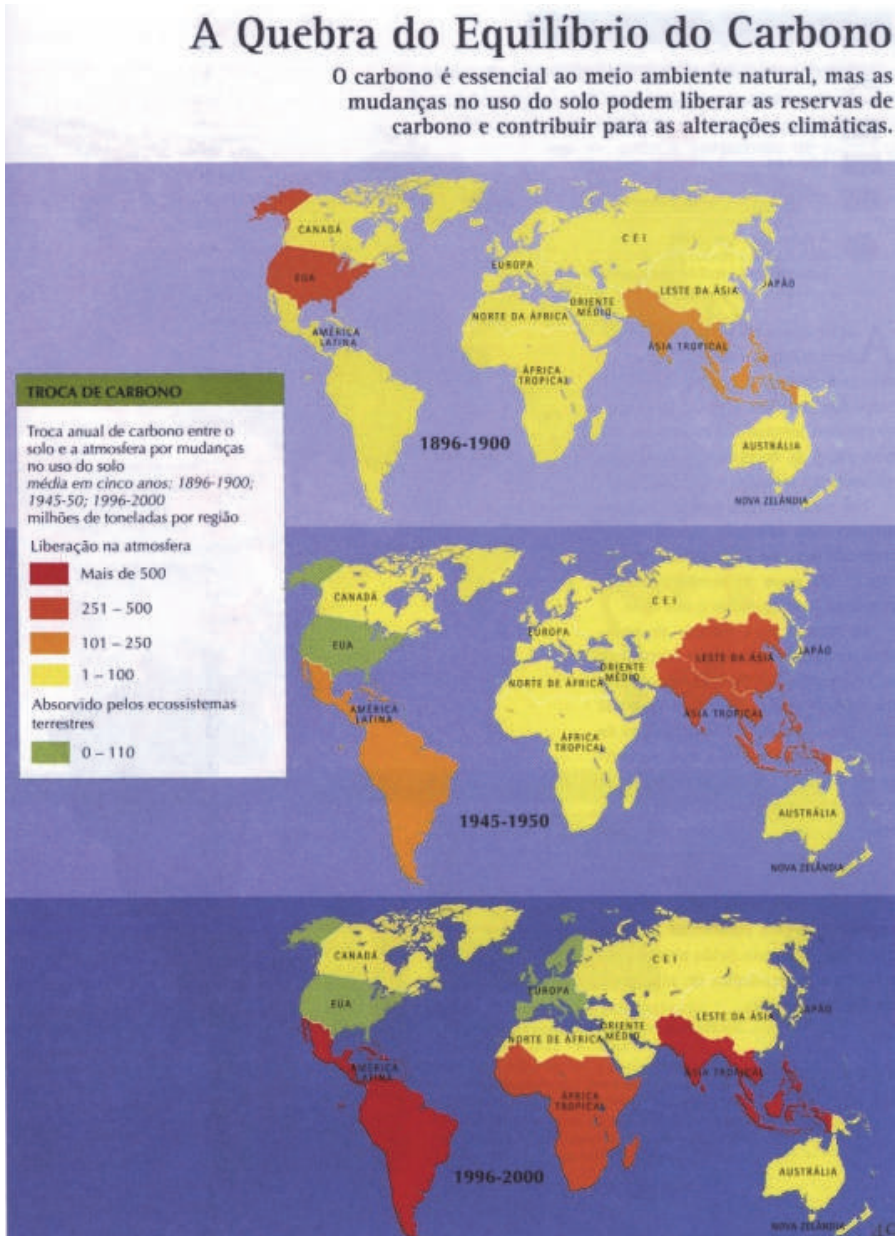 A Quebra do Equilíbrio do Carbono
O carbono é essencial ao meio ambiente natural, mas as
mudanças no uso do solo podem liberar as reservas de
carbono e contribuir para as alterações climáticas.
CANADÁ
EUA
AMÉRICA
LATINA
EUROPA
CEI
NORTE DA ÁFRICA
ORIENTE
MÉDIO
LESTE DA ÁSIA
JAPÃO
ÁSIA TROPICAL
ÁFRICA
TROPICAL
AUSTRÁLIA
NOVA ZELÂNDIA
1896-1900
TROCA DE CARBONO
Troca anual de carbono entre o
solo e a atmosfera por mudanças
no uso do solo
média em cinco anos: 1896-1900;
1945-50; 1996-2000
milhões de toneladas por região
Liberação na atmosfera
Mais de 500
251 – 500
101 – 250
1 – 100
Absorvido pelos ecossistemas
terrestres
0 – 110
CANADÁ
EUA
AMÉRICA
LATINA
EUROPA
CEI
NORTE DE ÁFRICA
ORIENTE
MÉDIO
LESTE DA ÁSIA
JAPÃO
ÁSIA TROPICAL
ÁFRICA
TROPICAL
AUSTRÁLIA
NOVA ZELÂNDIA
1945-1950
CANADÁ
EUA
AMÉRICA
LATINA
EUROPA
CEI
NORTE DE ÁFRICA
ORIENTE
MÉDIO
LESTE DA ÁSIA
JAPÃO
ÁSIA TROPICAL
ÁFRICA
TROPICAL
AUSTRÁLIA
NOVA ZELÂNDIA
1996-2000